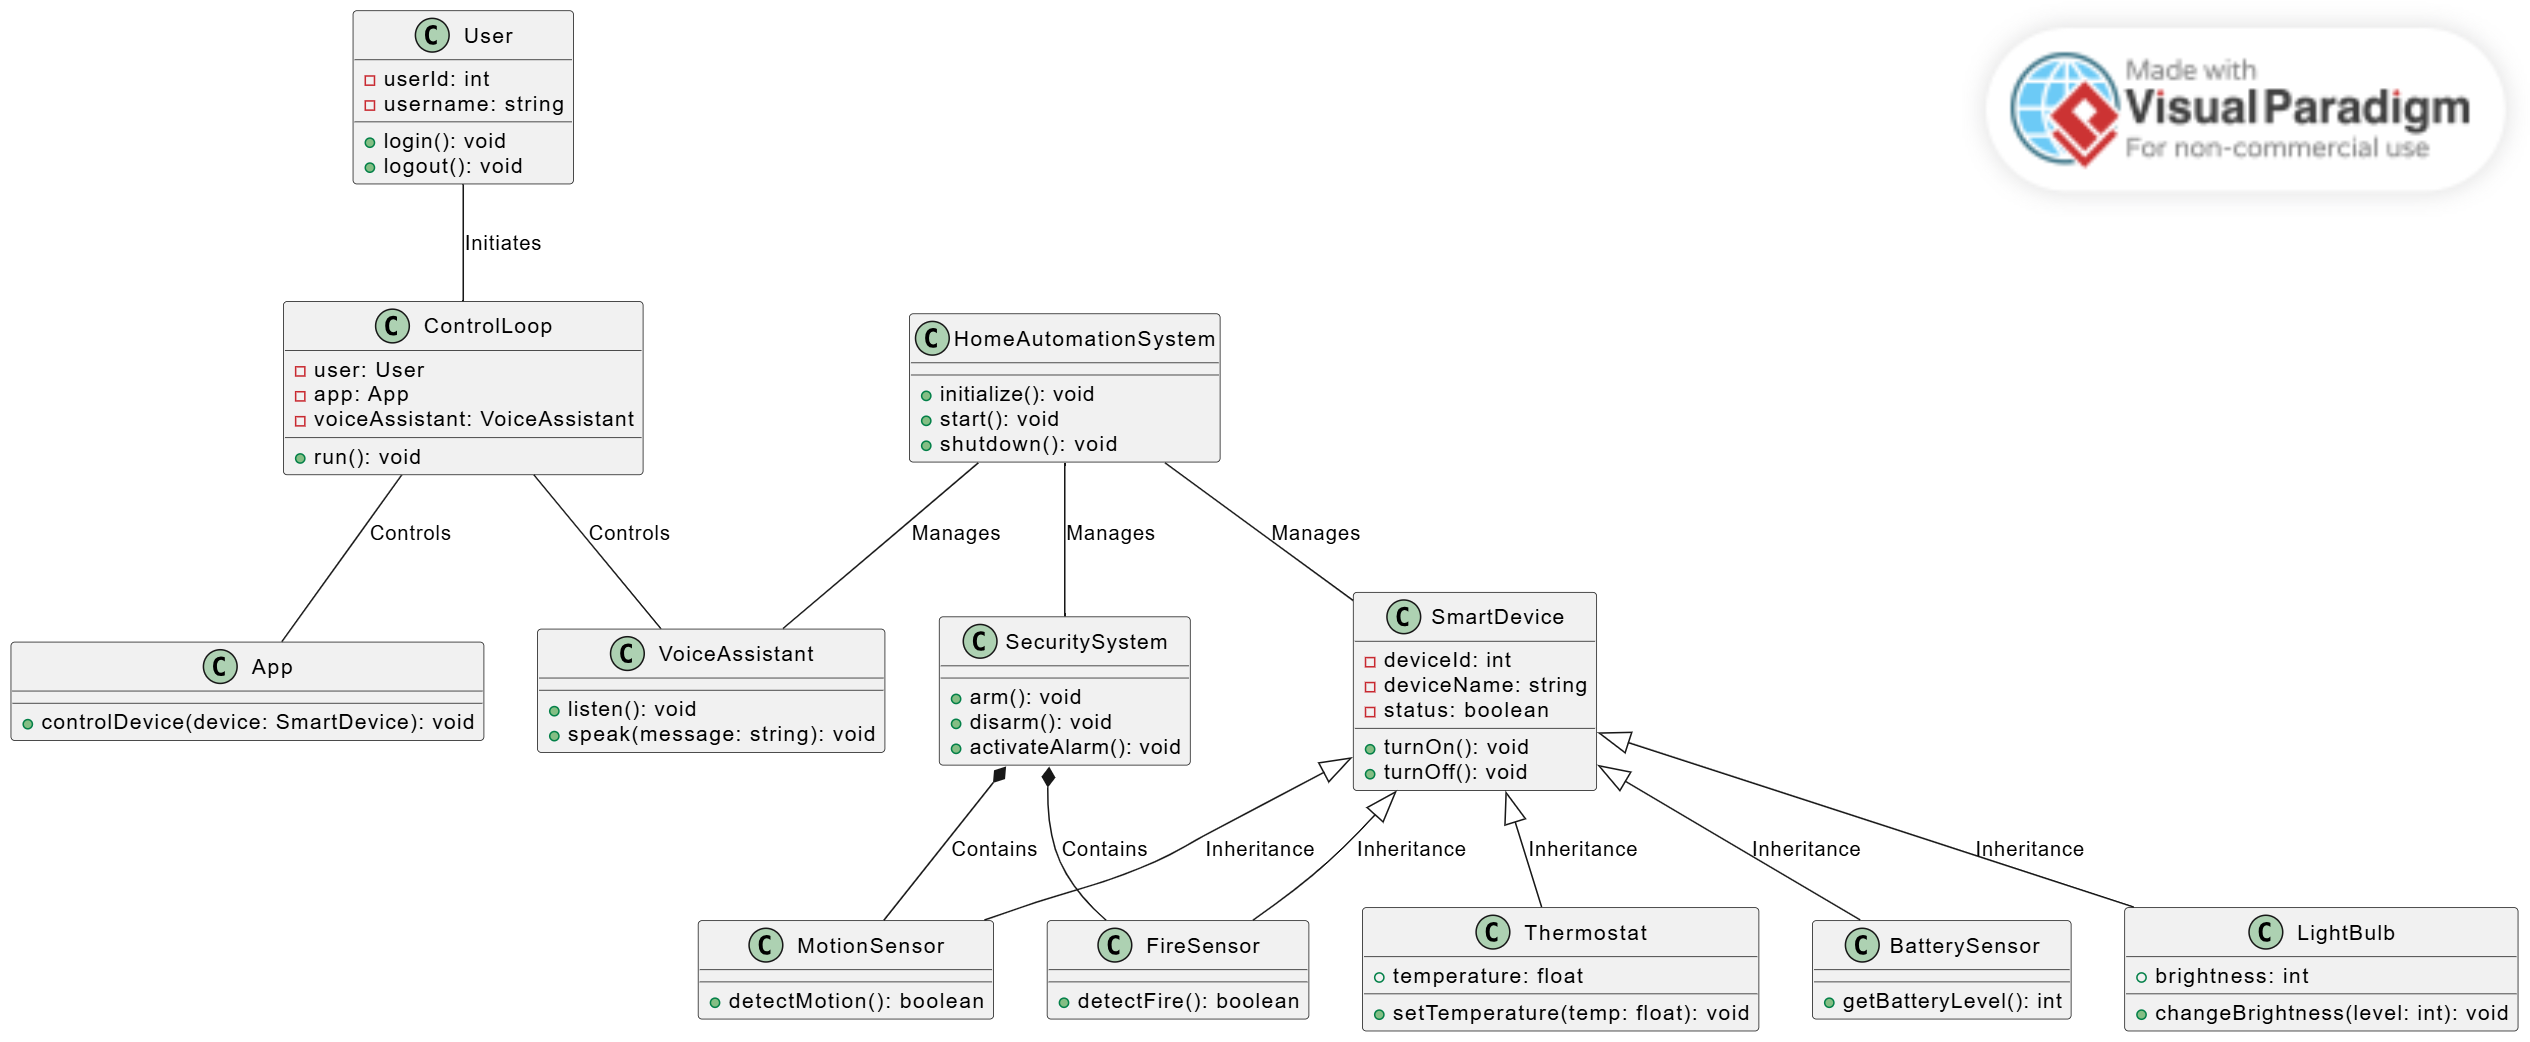 C User
userId: int
username: string
login(): void
logout(): void
Made with
Visual Paradigm
For non-commercial use
Initiates
C ControlLoop
user: User
app: App
voiceAssistant: VoiceAssistant
run(): void
C HomeAutomationSystem
initialize(): void
start(): void
shutdown(): void
Controls
Controls
Manages
Manages
Manages
C App
controlDevice(device: SmartDevice): void
C VoiceAssistant
listen(): void
speak(message: string): void
C SecuritySystem
arm(): void
disarm(): void
activateAlarm(): void
C SmartDevice
deviceId: int
deviceName: string
status: boolean
turnOn(): void
turnOff(): void
Contains
Contains
Inheritance
Inheritance
Inheritance
Inheritance
Inheritance
C MotionSensor
detectMotion(): boolean
C FireSensor
detectFire(): boolean
C Thermostat
temperature: float
setTemperature(temp: float): void
C BatterySensor
getBatteryLevel(): int
C LightBulb
brightness: int
changeBrightness(level: int): void